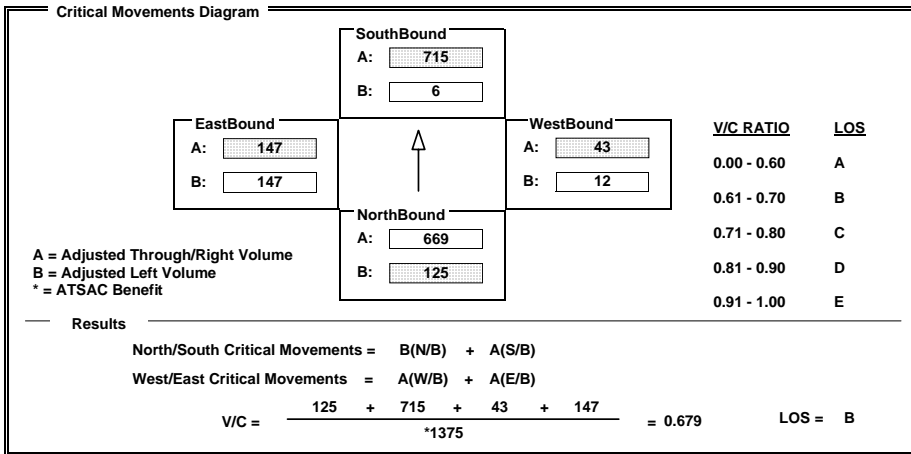 Critical Movements Diagram
SouthBound
A: 715
B: 6
EastBound
A: 147
B: 147
WestBound
A: 43
B: 12
NorthBound
A: 669
B: 125
V/C RATIO LOS
0.00 - 0.60 A
0.61 - 0.70 B
0.71 - 0.80 C
0.81 - 0.90 D
0.91 - 1.00 E
A = Adjusted Through/Right Volume
B = Adjusted Left Volume
* = ATSAC Benefit
Results
North/South Critical Movements = B(N/B) + A(S/B)
West/East Critical Movements = A(W/B) + A(E/B)
125 + 715 + 43 + 147
V/C = = 0.679 LOS = B
*1375